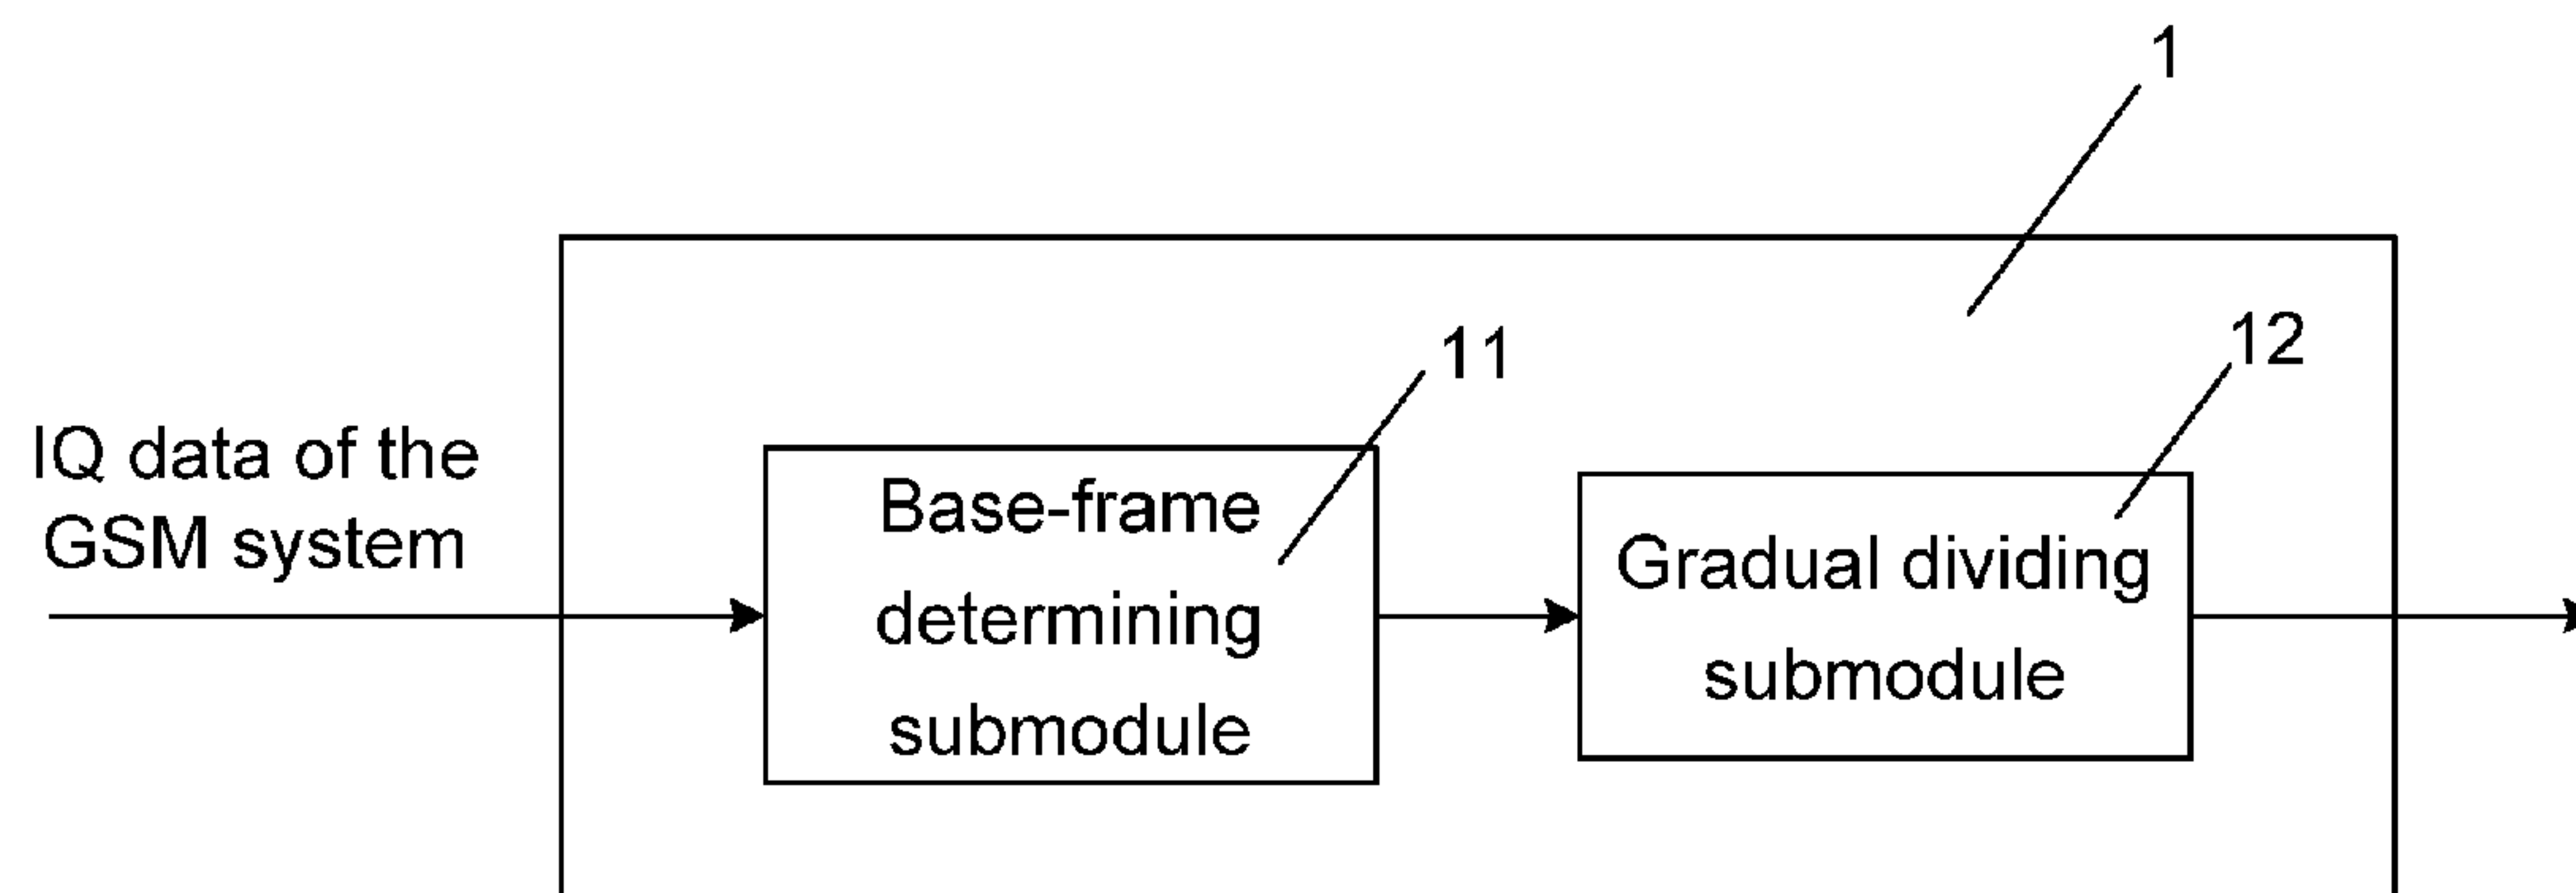 1
11
12
IQ data of the
GSM system
Base-frame
determining
submodule
Gradual dividing
submodule